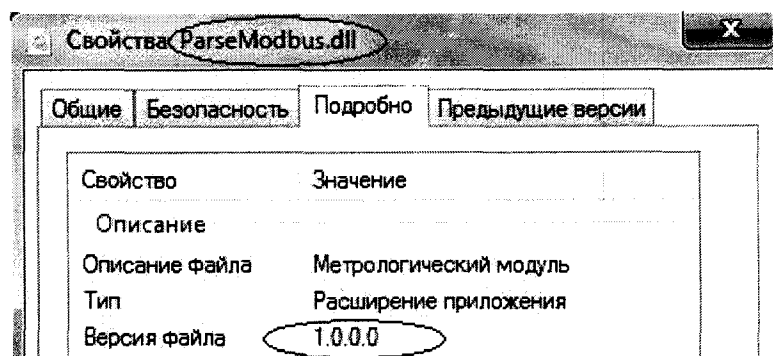 Свойства: ParseModbus.dll
X
Общие Безопасность Подробно Предыдущие версии
Свойство Значение
Описание
Описание файла Метрологический модуль
Тип Расширение приложения
Версия файла 1.0.0.0